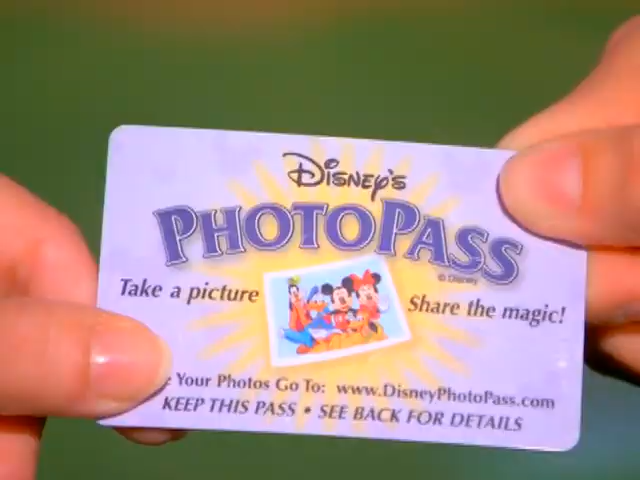 Disney's
PHOTOPASS
© Disney
Take a picture
Share the magic!
Your Photos Go To: www.DisneyPhotoPass.com
KEEP THIS PASS • SEE BACK FOR DETAILS